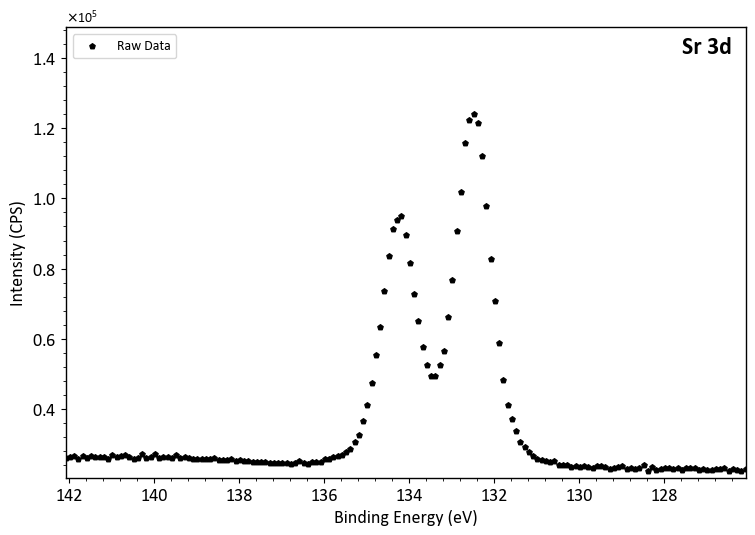 ×10⁵
Raw Data
Sr 3d
1.4
1.2
1.0
0.8
0.6
0.4
Intensity (CPS)
142 140 138 136 134 132 130 128
Binding Energy (eV)